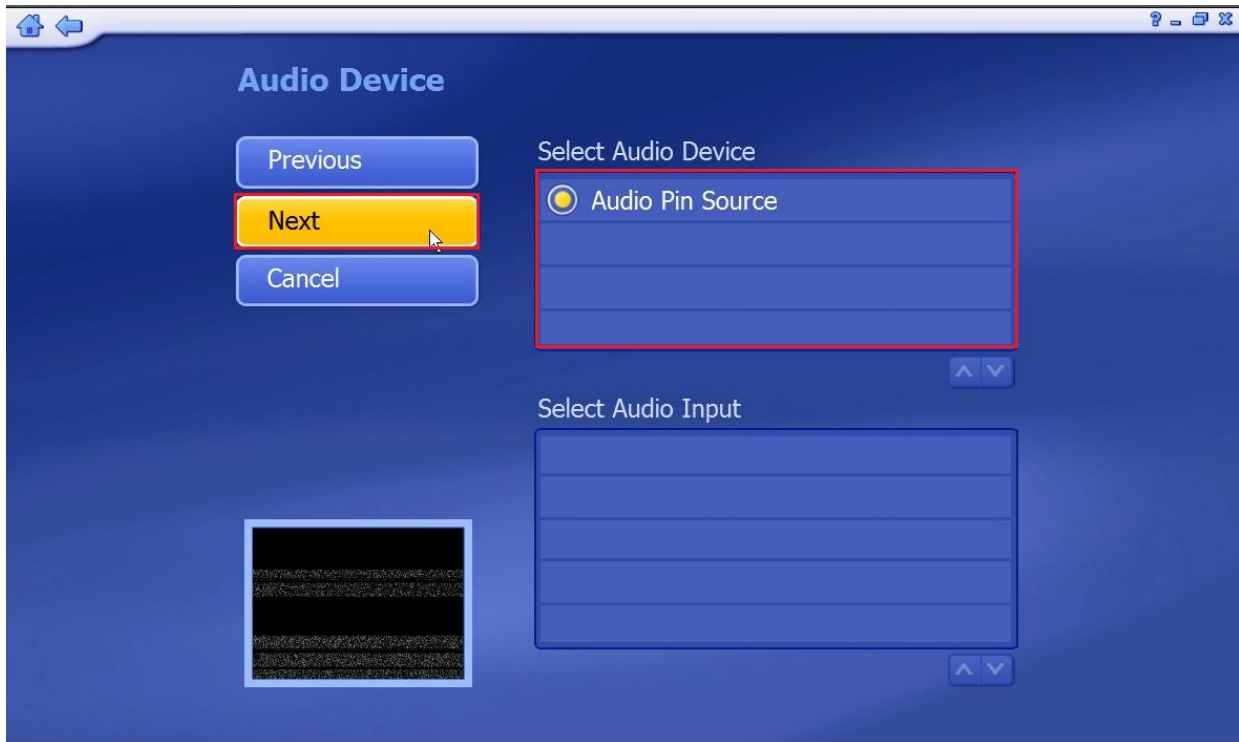 ?
Audio Device
Previous
Next
Cancel
Select Audio Device
Audio Pin Source
Select Audio Input